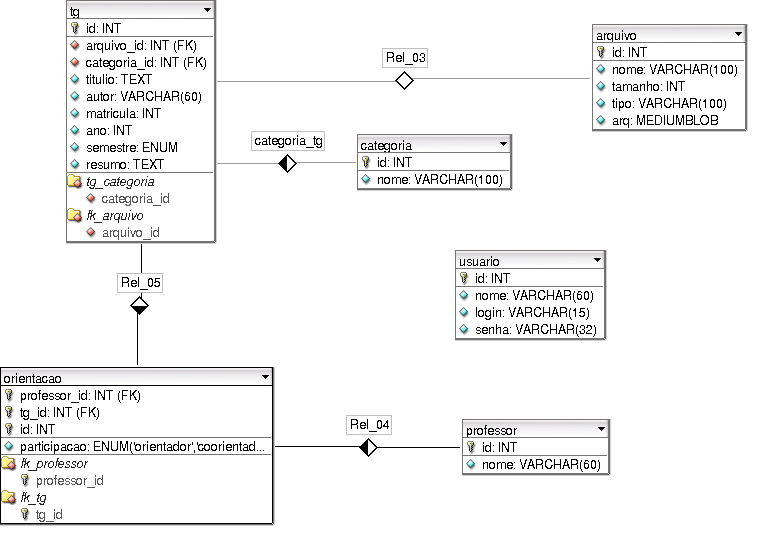 tg
id: INT
arquivo_id: INT (FK)
categoria_id: INT (FK)
titulio: TEXT
autor: VARCHAR(60)
matricula: INT
ano: INT
semestre: ENUM
resumo: TEXT
tg_categoria
categoria_id
fk_arquivo
arquivo_id
Rel_03
arquivo
id: INT
nome: VARCHAR(100)
tamanho: INT
tipo: VARCHAR(100)
arq: MEDIUMBLOB
categoria_tg
categoria
id: INT
nome: VARCHAR(100)
usuario
id: INT
nome: VARCHAR(60)
login: VARCHAR(15)
senha: VARCHAR(32)
Rel_05
orientacao
professor_id: INT (FK)
tg_id: INT (FK)
id: INT
participacao: ENUM('orientador','coorientad...
fk_professor
professor_id
fk_tg
tg_id
Rel_04
professor
id: INT
nome: VARCHAR(60)